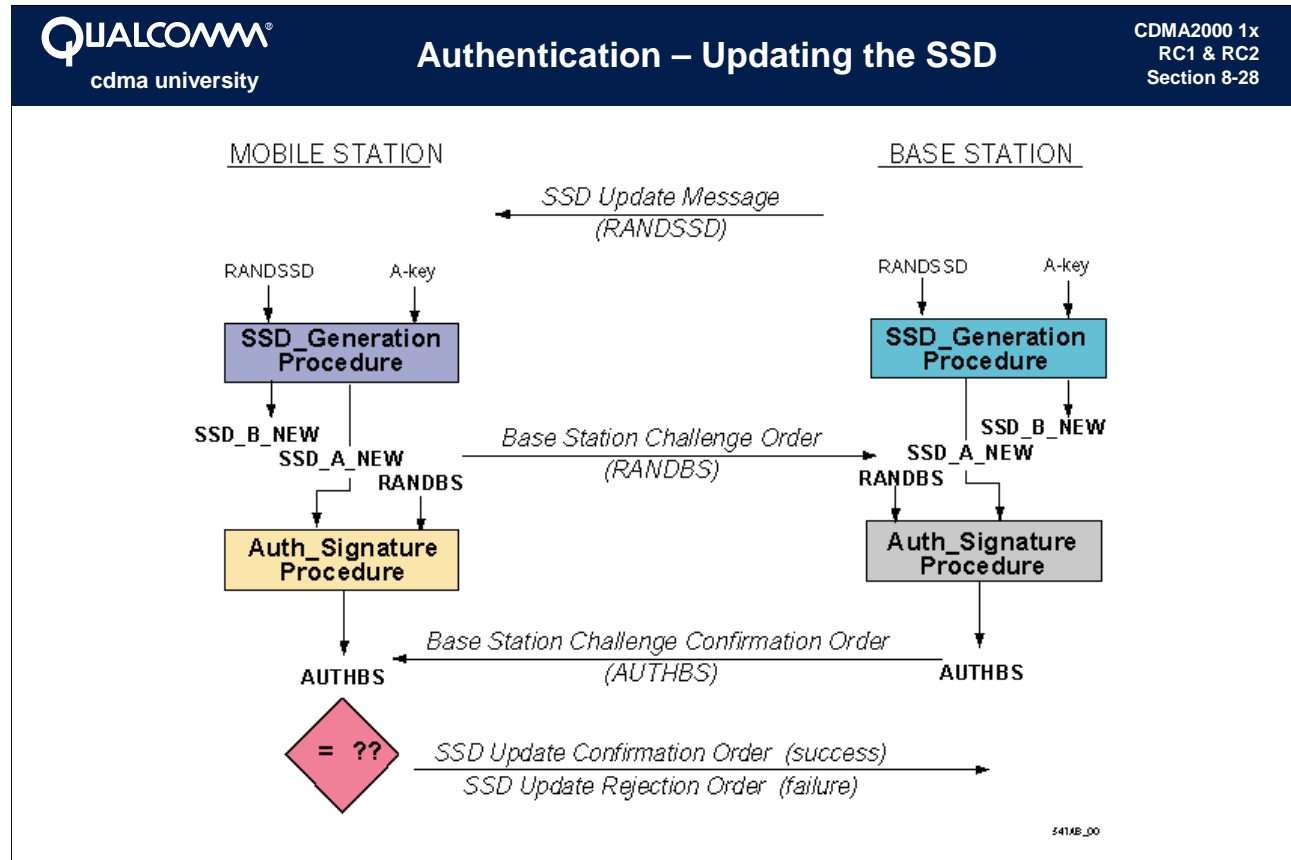 QUALCOMM®
cdma university
Authentication – Updating the SSD
CDMA2000 1x
RC1 & RC2
Section 8-28
MOBILE STATION
BASE STATION
SSD Update Message
(RANDSSD)
RANDSSD
A-key
RANDSSD
A-key
SSD_Generation
Procedure
SSD_Generation
Procedure
SSD_B_NEW
SSD_A_NEW
RANDBS
Base Station Challenge Order
(RANDBS)
SSD_B_NEW
SSD_A_NEW
RANDBS
Auth_Signature
Procedure
Auth_Signature
Procedure
Base Station Challenge Confirmation Order
(AUTHBS)
AUTHBS
AUTHBS
= ??
SSD Update Confirmation Order (success)
SSD Update Rejection Order (failure)